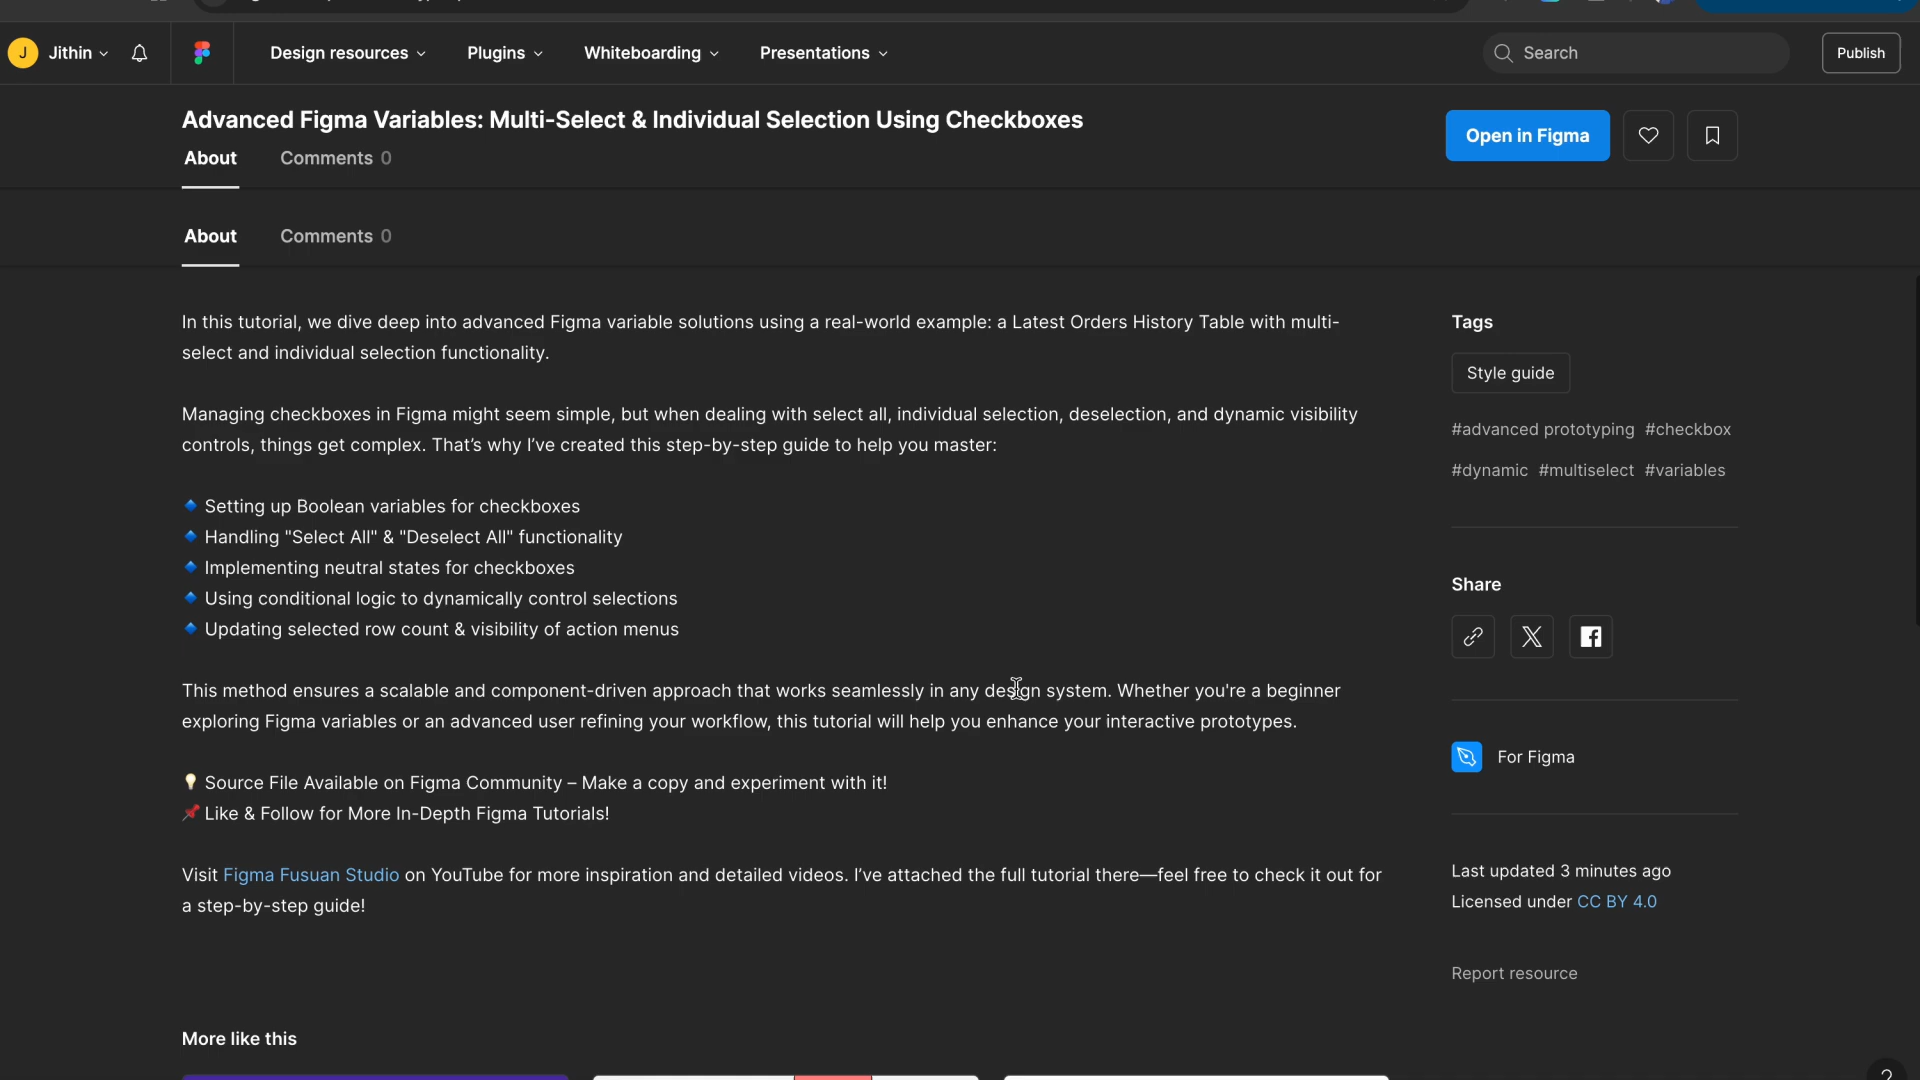 J Jithin Design resources Plugins Whiteboarding Presentations Search Publish
Advanced Figma Variables: Multi-Select & Individual Selection Using Checkboxes
Open in Figma
About Comments 0
About Comments 0
In this tutorial, we dive deep into advanced Figma variable solutions using a real-world example: a Latest Orders History Table with multi-
select and individual selection functionality.
Managing checkboxes in Figma might seem simple, but when dealing with select all, individual selection, deselection, and dynamic visibility
controls, things get complex. That’s why I’ve created this step-by-step guide to help you master:
🔹 Setting up Boolean variables for checkboxes
🔹 Handling "Select All" & "Deselect All" functionality
🔹 Implementing neutral states for checkboxes
🔹 Using conditional logic to dynamically control selections
🔹 Updating selected row count & visibility of action menus
This method ensures a scalable and component-driven approach that works seamlessly in any design system. Whether you're a beginner
exploring Figma variables or an advanced user refining your workflow, this tutorial will help you enhance your interactive prototypes.
💡 Source File Available on Figma Community – Make a copy and experiment with it!
📌 Like & Follow for More In-Depth Figma Tutorials!
Visit Figma Fusuan Studio on YouTube for more inspiration and detailed videos. I’ve attached the full tutorial there—feel free to check it out for
a step-by-step guide!
Tags
Style guide
#advanced prototyping #checkbox
#dynamic #multiselect #variables
Share
For Figma
Last updated 3 minutes ago
Licensed under CC BY 4.0
Report resource
More like this
?